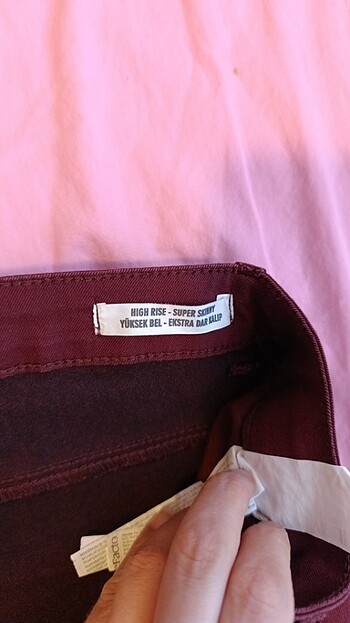 HIGH RISE - SUPER SKINNY
YÜKSEK BEL - EKSTRA DAR KALIP